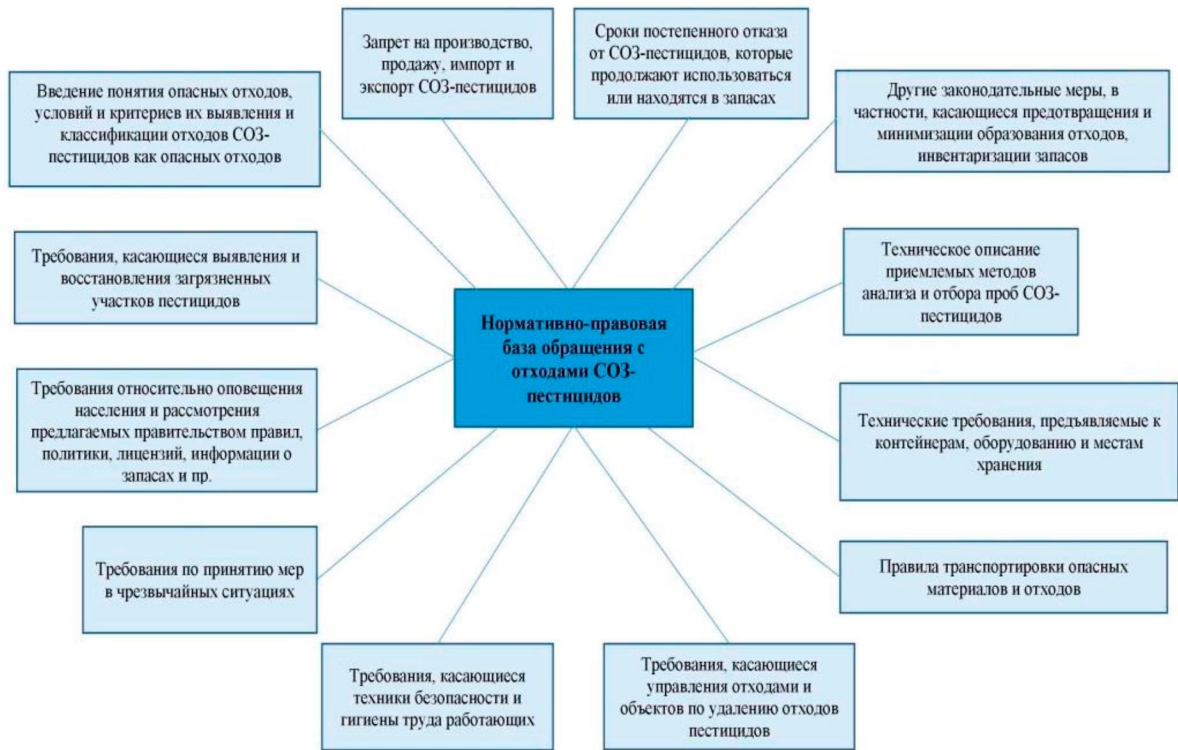 Запрет на производство,
продажу, импорт и
экспорт СОЗ-пестицидов
Сроки постепенного отказа
от СОЗ-пестицидов, которые
продолжают использоваться
или находятся в запасах
Введение понятия опасных отходов,
условий и критериев их выявления и
классификации отходов СОЗ-
пестицидов как опасных отходов
Другие законодательные меры, в
частности, касающиеся предотвращения и
минимизации образования отходов,
инвентаризации запасов
Требования, касающиеся выявления и
восстановления загрязненных
участков пестицидов
Техническое описание
приемлемых методов
анализа и отбора проб СОЗ-
пестицидов
Нормативно-правовая
база обращения с
отходами СОЗ-
пестицидов
Требования относительно оповещения
населения и рассмотрения
предлагаемых правительством правил,
политики, лицензий, информации о
запасах и пр.
Технические требования, предъявляемые к
контейнерам, оборудованию и местам
хранения
Требования по принятию мер
в чрезвычайных ситуациях
Правила транспортировки опасных
материалов и отходов
Требования, касающиеся
техники безопасности и
гигиены труда работающих
Требования, касающиеся
управления отходами и
объектов по удалению отходов
пестицидов